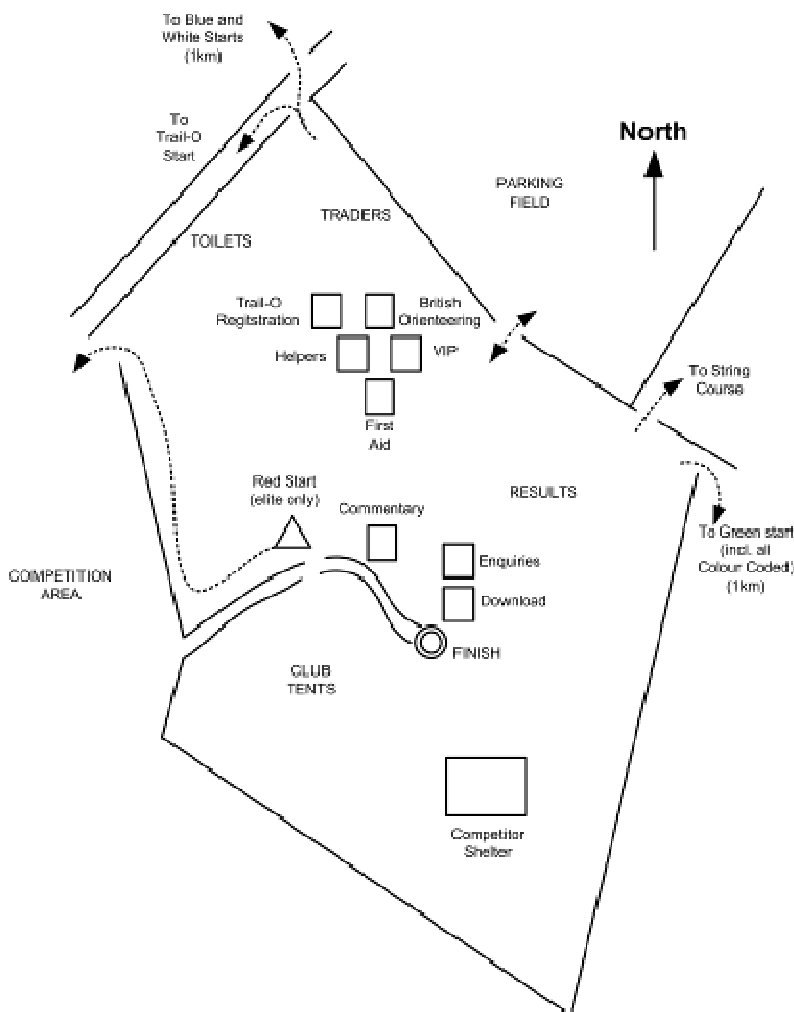 To Blue and
White Starts
(1km)
To
Trail-O
Start
North
PARKING
FIELD
TRADERS
TOILETS
Trail-O
Regitstration
British
Orienteering
Helpers
VIP
First
Aid
To String
Course
Red Start
(elite only)
Commentary
RESULTS
Enquiries
Download
To Green start
(incl. all
Colour Coded)
(1km)
COMPETITION
AREA.
FINISH
CLUB
TENTS
Competitor
Shelter